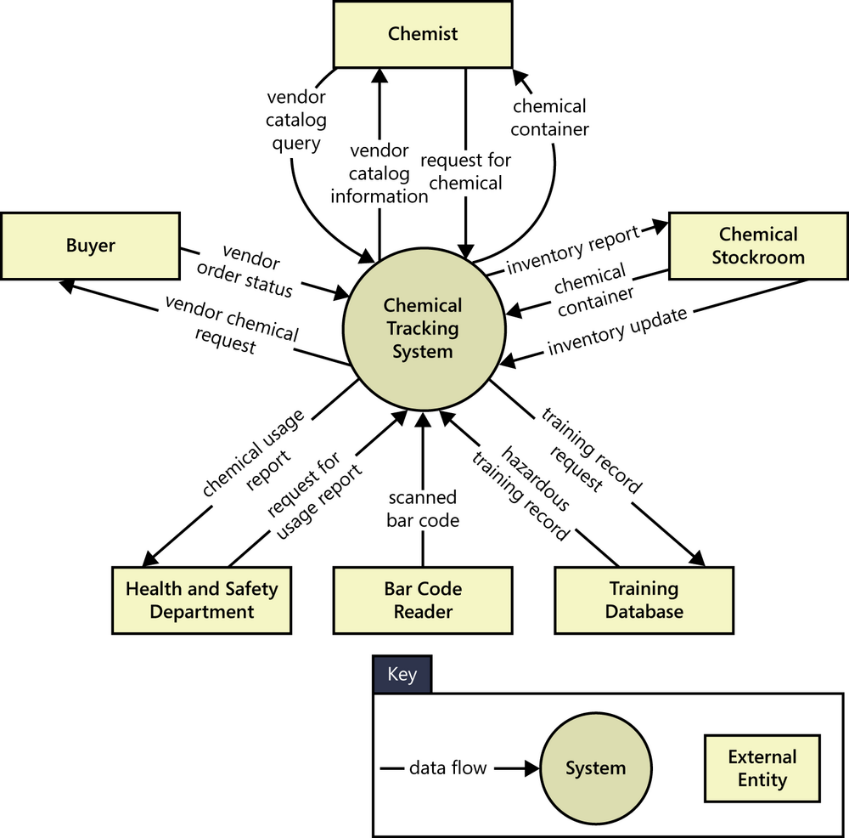 Chemist
vendor
catalog
query
vendor
catalog
information
request for
chemical
chemical
container
Buyer
vendor
order status
vendor chemical
request
Chemical
Tracking
System
inventory report
chemical
container
inventory update
Chemical
Stockroom
chemical usage
report
request for
usage report
scanned
bar code
hazardous
training record
training record
request
Health and Safety
Department
Bar Code
Reader
Training
Database
Key
data flow
System
External
Entity